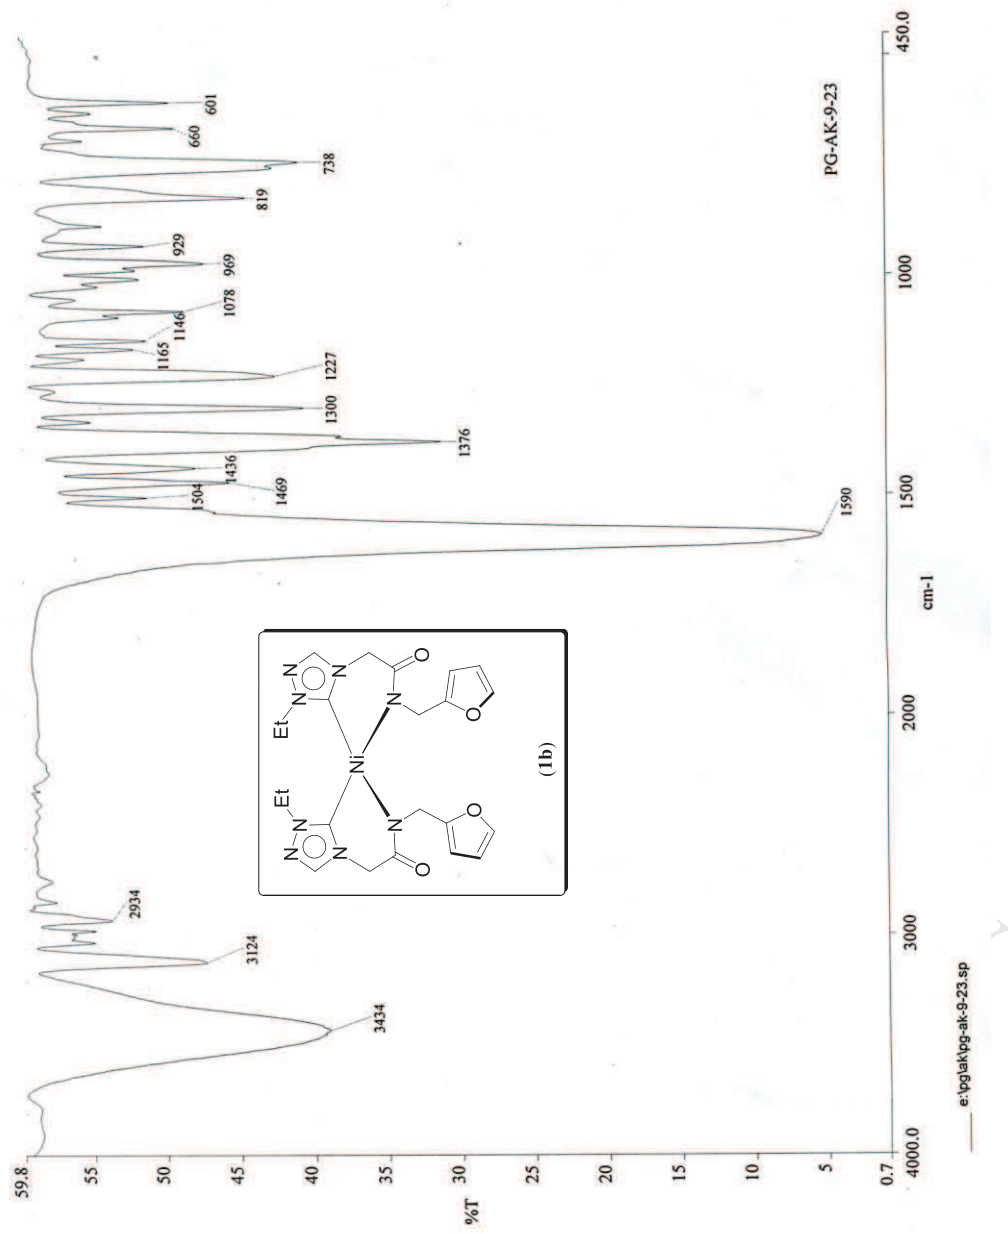 59.8
55
50
45
40
35
30
25
20
15
10
5
0.7
%T
4000.0
3000
2000
1500
1000
450.0
cm-1
3434
3124
2934
1590
1504
1469
1436
1376
1300
1227
1165
1146
1078
969
929
819
738
660
601
PG-AK-9-23
Et
Et
N
N
N
N
N
N
Ni
N
N
O
O
O
O
(1b)
e:\pg\ak\pg-ak-9-23.sp